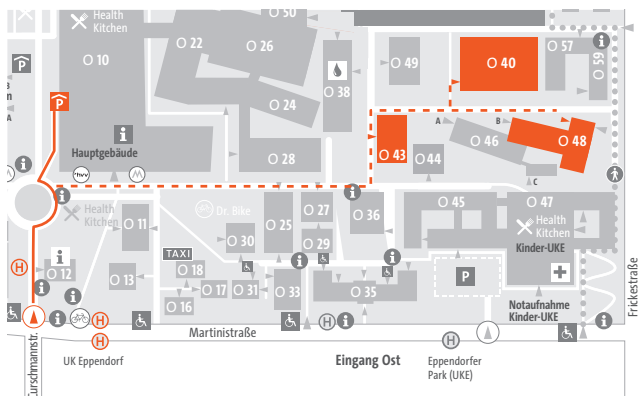 Health
Kitchen
O 10
O 22
O 50
O 26
O 24
O 28
O 38
O 49
O 40
O 57
O 59
P
B
A
P
i
Hauptgebäude
hvv
M
O 43
O 44
A
O 46
B
O 48
C
Health
Kitchen
O 11
Dr. Bike
O 25
O 27
O 36
O 45
O 47
Health
Kitchen
Kinder-UKE
O 30
O 29
TAXI
O 18
O 12
O 13
O 17
O 31
O 33
O 35
O 16
P
Notaufnahme
Kinder-UKE
H
Martinistraße
H
H
H
H
UK Eppendorf
Eingang Ost
Eppendorfer
Park (UKE)
Kurschmannstr.
Frickestraße